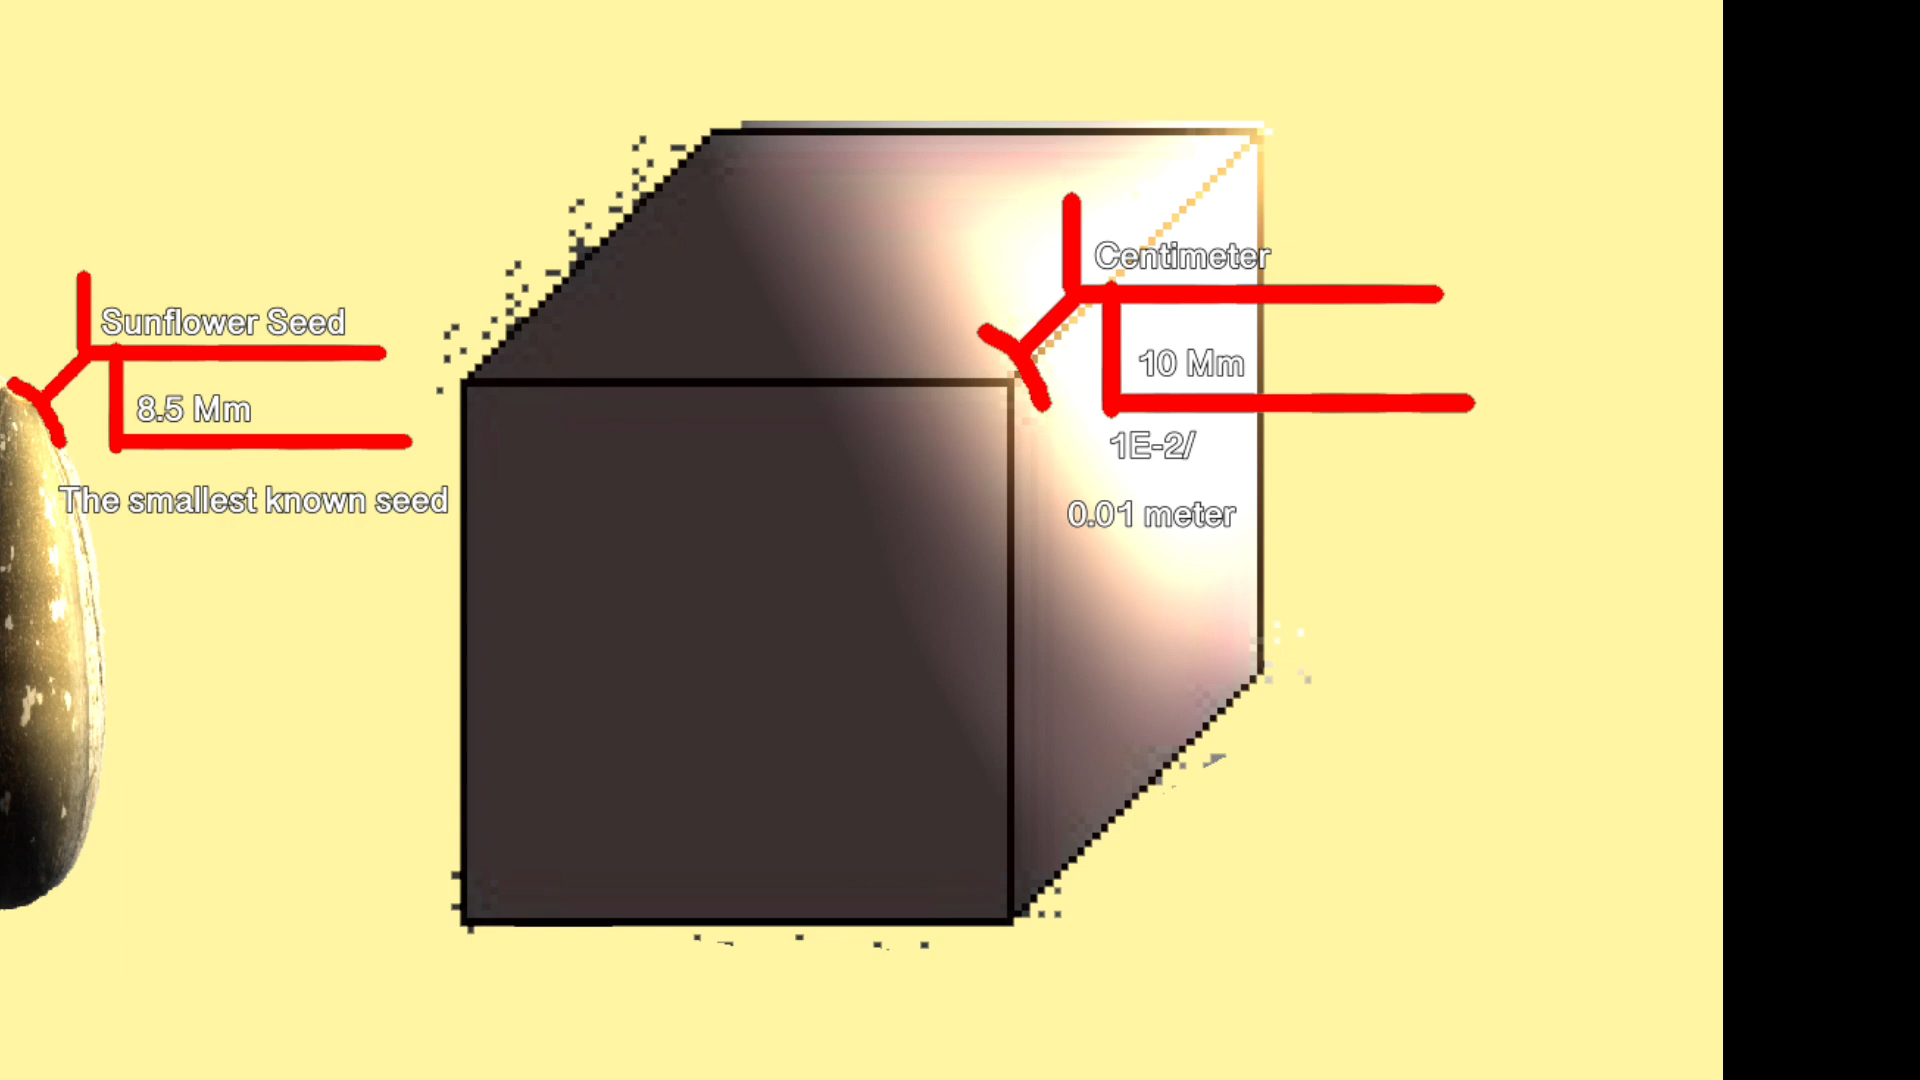 Sunflower Seed
8.5 Mm
The smallest known seed
Centimeter
10 Mm
1E-2/
0.01 meter